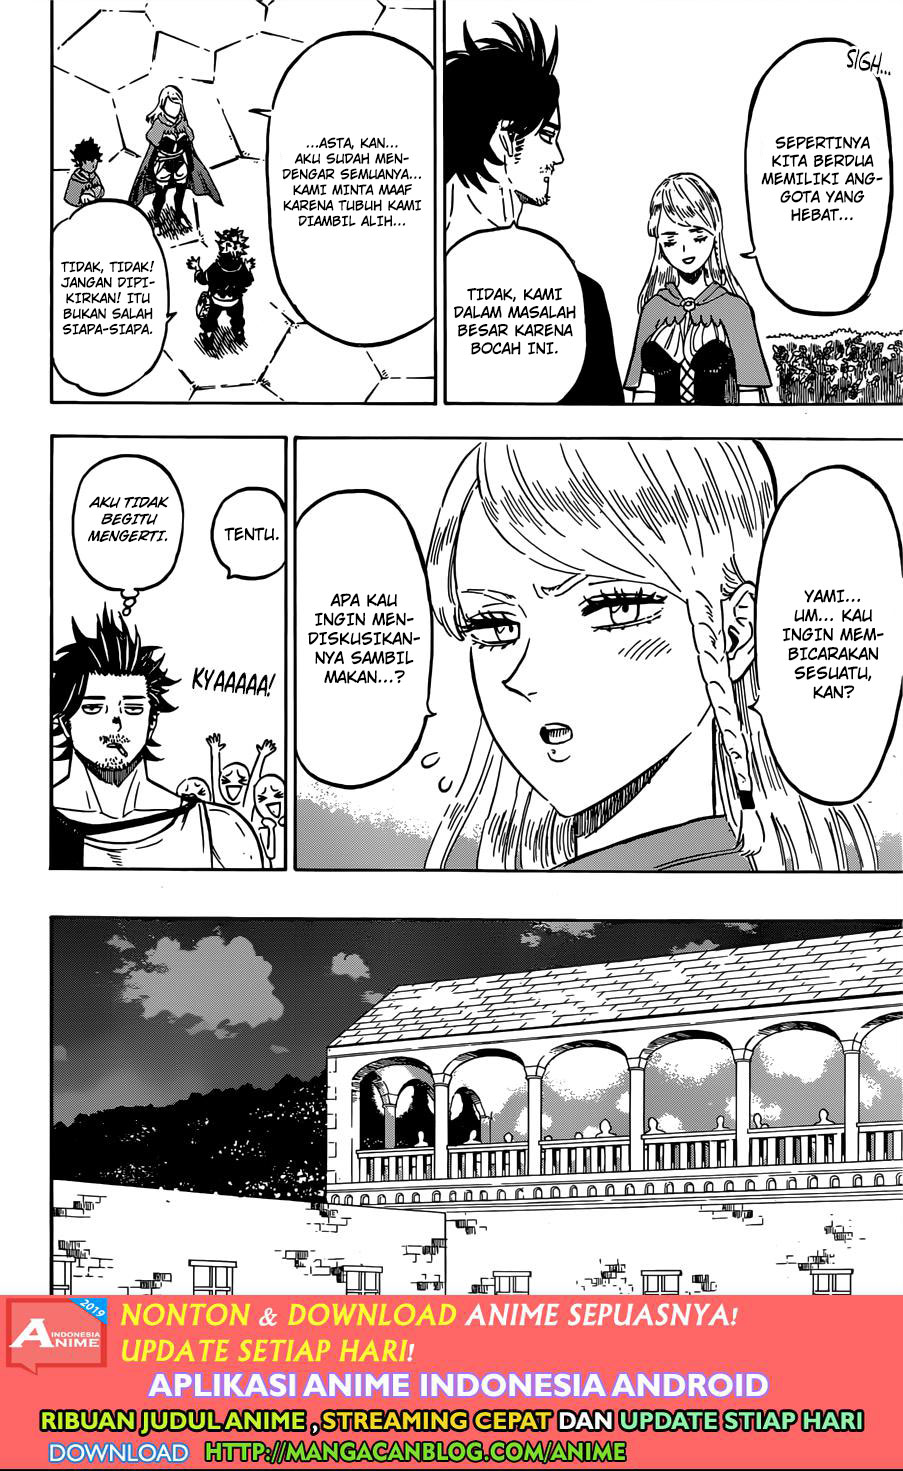 SIGH...
SEPERTINYA
KITA BERDUA
MEMILIKI ANG-
GOTA YANG
HEBAT...
TIDAK, KAMI
DALAM MASALAH
BESAR KARENA
BOCAH INI.
...ASTA, KAN...
AKU SUDAH MEN-
DENGAR SEMUANYA...
KAMI MINTA MAAF
KARENA TUBUH KAMI
DIAMBIL ALIH...
TIDAK, TIDAK!
JANGAN DIPI-
KIRKAN! ITU
BUKAN SALAH
SIAPA-SIAPA.
YAMI...
UM... KAU
INGIN MEM-
BICARAKAN
SESUATU,
KAN?
APA KAU
INGIN MEN-
DISKUSIKAN-
NYA SAMBIL
MAKAN...?
TENTU.
AKU TIDAK
BEGITU
MENGERTI.
KYAAAAA!
2019
A INDONESIA
ANIME
NONTON & DOWNLOAD ANIME SEPUASNYA!
UPDATE SETIAP HARI!
APLIKASI ANIME INDONESIA ANDROID
RIBUAN JUDUL ANIME , STREAMING CEPAT DAN UPDATE STIAP HARI
DOWNLOAD HTTP://MANGACANBLOG.COM/ANIME